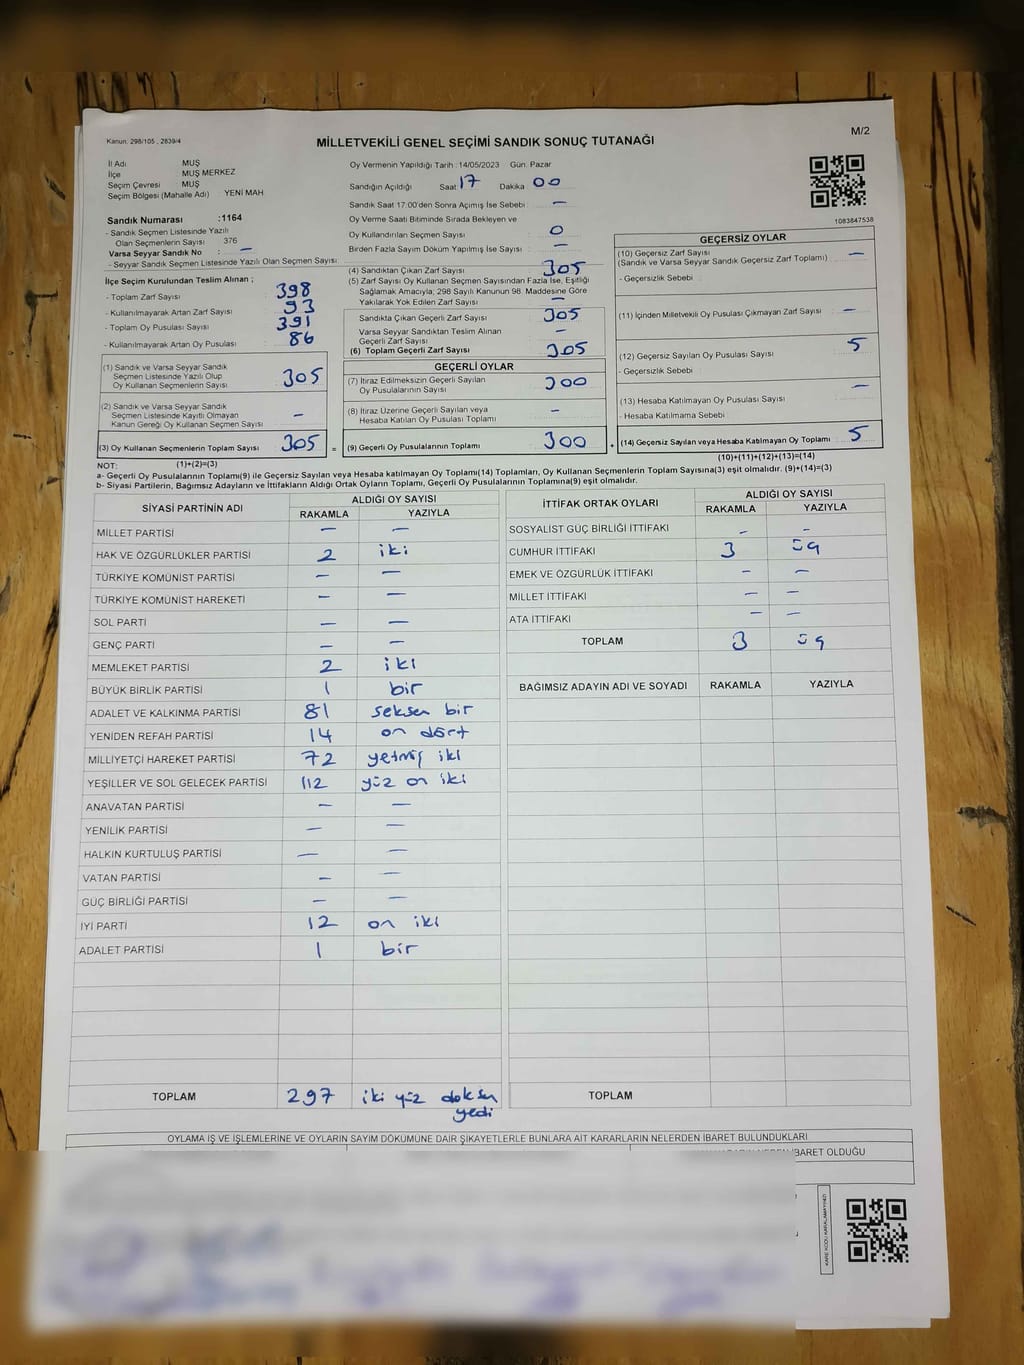 Kanun: 298/105 , 2839/4
MİLLETVEKİLİ GENEL SEÇİMİ SANDIK SONUÇ TUTANAĞI
M/2
İl Adı MUŞ
İlçe MUŞ MERKEZ
Seçim Çevresi MUŞ
Seçim Bölgesi (Mahalle Adı) : YENİ MAH
Sandık Numarası :1164
- Sandık Seçmen Listesinde Yazılı
Olan Seçmenlerin Sayısı 376
Varsa Seyyar Sandık No : —
- Seyyar Sandık Seçmen Listesinde Yazılı Olan Seçmen Sayısı:
İlçe Seçim Kurulundan Teslim Alınan ;
- Toplam Zarf Sayısı 398
- Kullanılmayarak Artan Zarf Sayısı 93
- Toplam Oy Pusulası Sayısı 391
- Kullanılmayarak Artan Oy Pusulası 86
(1) Sandık ve Varsa Seyyar Sandık
Seçmen Listesinde Yazılı Olup
Oy Kullanan Seçmenlerin Sayısı 305
(2) Sandık ve Varsa Seyyar Sandık
Seçmen Listesinde Kayıtlı Olmayan
Kanun Gereği Oy Kullanan Seçmen Sayısı —
(3) Oy Kullanan Seçmenlerin Toplam Sayısı 305 =
(1)+(2)=(3)
Oy Vermenin Yapıldığı Tarih : 14/05/2023 Gün: Pazar
Sandığın Açıldığı Saat 17 Dakika 00
Sandık Saat 17:00'den Sonra Açımış İse Sebebi : —
Oy Verme Saati Bitiminde Sırada Bekleyen ve
Oy Kullandırılan Seçmen Sayısı 0
Birden Fazla Sayım Döküm Yapılmış İse Sayısı : —
(4) Sandıktan Çıkan Zarf Sayısı 305
(5) Zarf Sayısı Oy Kullanan Seçmen Sayısından Fazla İse, Eşitliği
Sağlamak Amacıyla; 298 Sayılı Kanunun 98. Maddesine Göre
Yakılarak Yok Edilen Zarf Sayısı —
Sandıkta Çıkan Geçerli Zarf Sayısı 305
Varsa Seyyar Sandıktan Teslim Alınan
Geçerli Zarf Sayısı —
(6) Toplam Geçerli Zarf Sayısı 305
GEÇERLİ OYLAR
(7) İtiraz Edilmeksizin Geçerli Sayılan
Oy Pusulalarının Sayısı 300
(8) İtiraz Üzerine Geçerli Sayılan veya
Hesaba Katılan Oy Pusulası Toplamı —
(9) Geçerli Oy Pusulalarının Toplamı 300 +
1083847538
GEÇERSİZ OYLAR
(10) Geçersiz Zarf Sayısı
(Sandık ve Varsa Seyyar Sandık Geçersiz Zarf Toplamı) —
- Geçersizlik Sebebi :
(11) İçinden Milletvekili Oy Pusulası Çıkmayan Zarf Sayısı —
(12) Geçersiz Sayılan Oy Pusulası Sayısı 5
- Geçersizlik Sebebi :
(13) Hesaba Katılmayan Oy Pusulası Sayısı —
- Hesaba Katılmama Sebebi :
(14) Geçersiz Sayılan veya Hesaba Katılmayan Oy Toplamı 5
(10)+(11)+(12)+(13)=(14)
NOT:
a- Geçerli Oy Pusulalarının Toplamı(9) ile Geçersiz Sayılan veya Hesaba katılmayan Oy Toplamı(14) Toplamları, Oy Kullanan Seçmenlerin Toplam Sayısına(3) eşit olmalıdır. (9)+(14)=(3)
b- Siyasi Partilerin, Bağımsız Adayların ve İttifakların Aldığı Ortak Oyların Toplamı, Geçerli Oy Pusulalarının Toplamına(9) eşit olmalıdır.
SİYASİ PARTİNİN ADI ALDIĞI OY SAYISI
RAKAMLA YAZIYLA
MİLLET PARTİSİ — —
HAK VE ÖZGÜRLÜKLER PARTİSİ 2 iki
TÜRKİYE KOMÜNİST PARTİSİ — —
TÜRKİYE KOMÜNİST HAREKETİ — —
SOL PARTİ — —
GENÇ PARTİ — —
MEMLEKET PARTİSİ 2 iki
BÜYÜK BİRLİK PARTİSİ 1 bir
ADALET VE KALKINMA PARTİSİ 81 seksen bir
YENİDEN REFAH PARTİSİ 14 on dört
MİLLİYETÇİ HAREKET PARTİSİ 72 yetmiş iki
YEŞİLLER VE SOL GELECEK PARTİSİ 112 yüz on iki
ANAVATAN PARTİSİ — —
YENİLİK PARTİSİ — —
HALKIN KURTULUŞ PARTİSİ — —
VATAN PARTİSİ — —
GÜÇ BİRLİĞİ PARTİSİ — —
İYİ PARTİ 12 on iki
ADALET PARTİSİ 1 bir
TOPLAM 297 iki yüz doksan
yedi
İTTİFAK ORTAK OYLARI ALDIĞI OY SAYISI
RAKAMLA YAZIYLA
SOSYALİST GÜÇ BİRLİĞİ İTTİFAKI — —
CUMHUR İTTİFAKI 3 üç
EMEK VE ÖZGÜRLÜK İTTİFAKI — —
MİLLET İTTİFAKI — —
ATA İTTİFAKI — —
TOPLAM 3 üç
BAĞIMSIZ ADAYIN ADI VE SOYADI RAKAMLA YAZIYLA
TOPLAM
OYLAMA İŞ VE İŞLEMLERİNE VE OYLARIN SAYIM DÖKÜMÜNE DAİR ŞİKAYETLERLE BUNLARA AİT KARARLARIN NELERDEN İBARET BULUNDUKLARI
İBARET OLDUĞU
KARE KODU KARALAMAYINIZ!